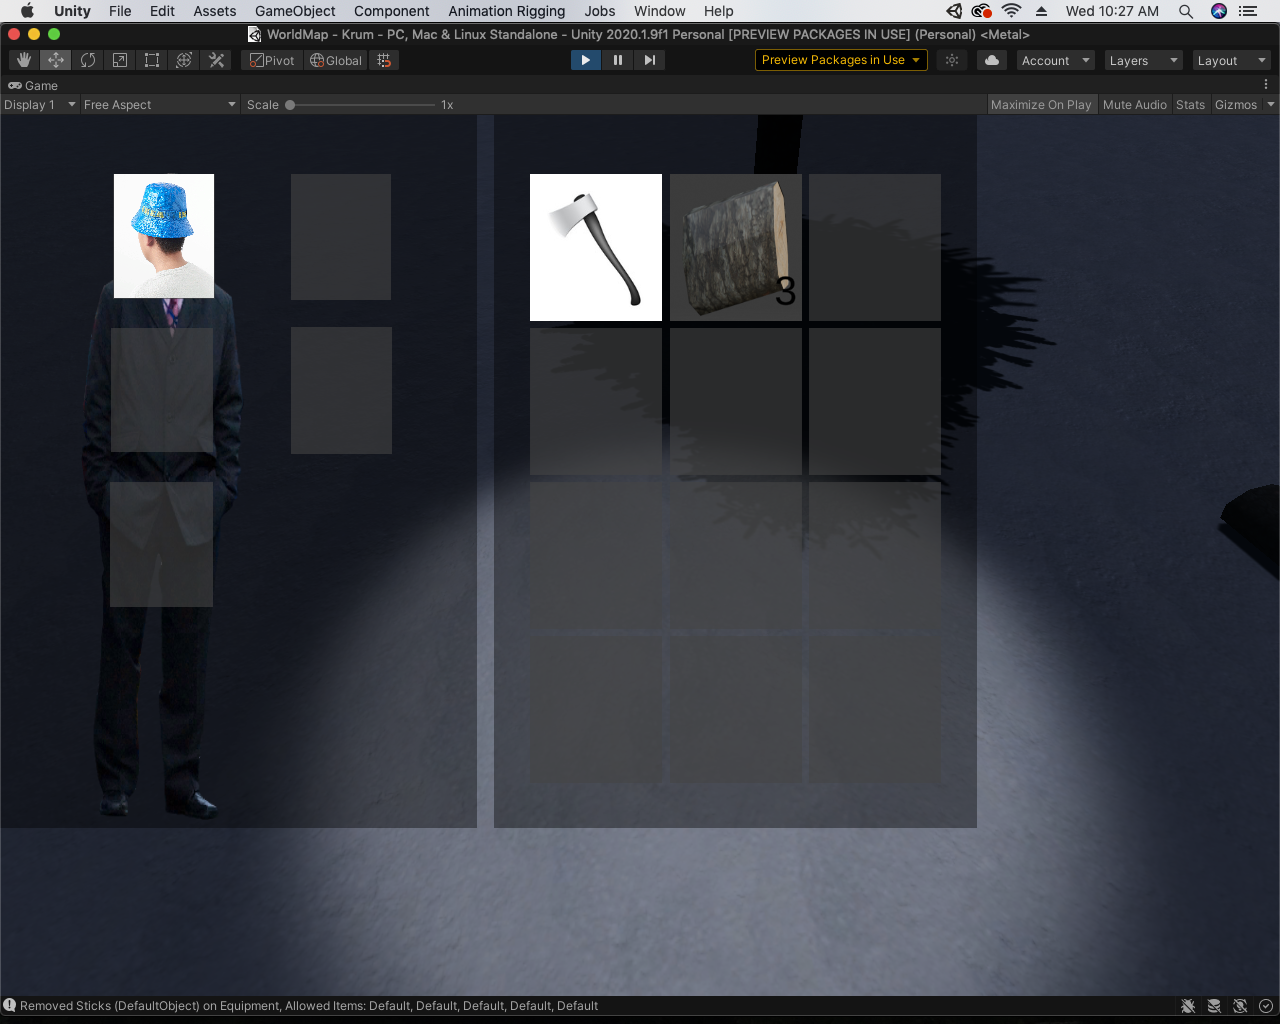 Unity File Edit Assets GameObject Component Animation Rigging Jobs Window Help Wed 10:27 AM
WorldMap - Krum - PC, Mac & Linux Standalone - Unity 2020.1.9f1 Personal [PREVIEW PACKAGES IN USE] (Personal) <Metal>
Pivot Global Preview Packages in Use Account Layers Layout
Game
Display 1 Free Aspect Scale 1x Maximize On Play Mute Audio Stats Gizmos
3
Removed Sticks (DefaultObject) on Equipment, Allowed Items: Default, Default, Default, Default, Default